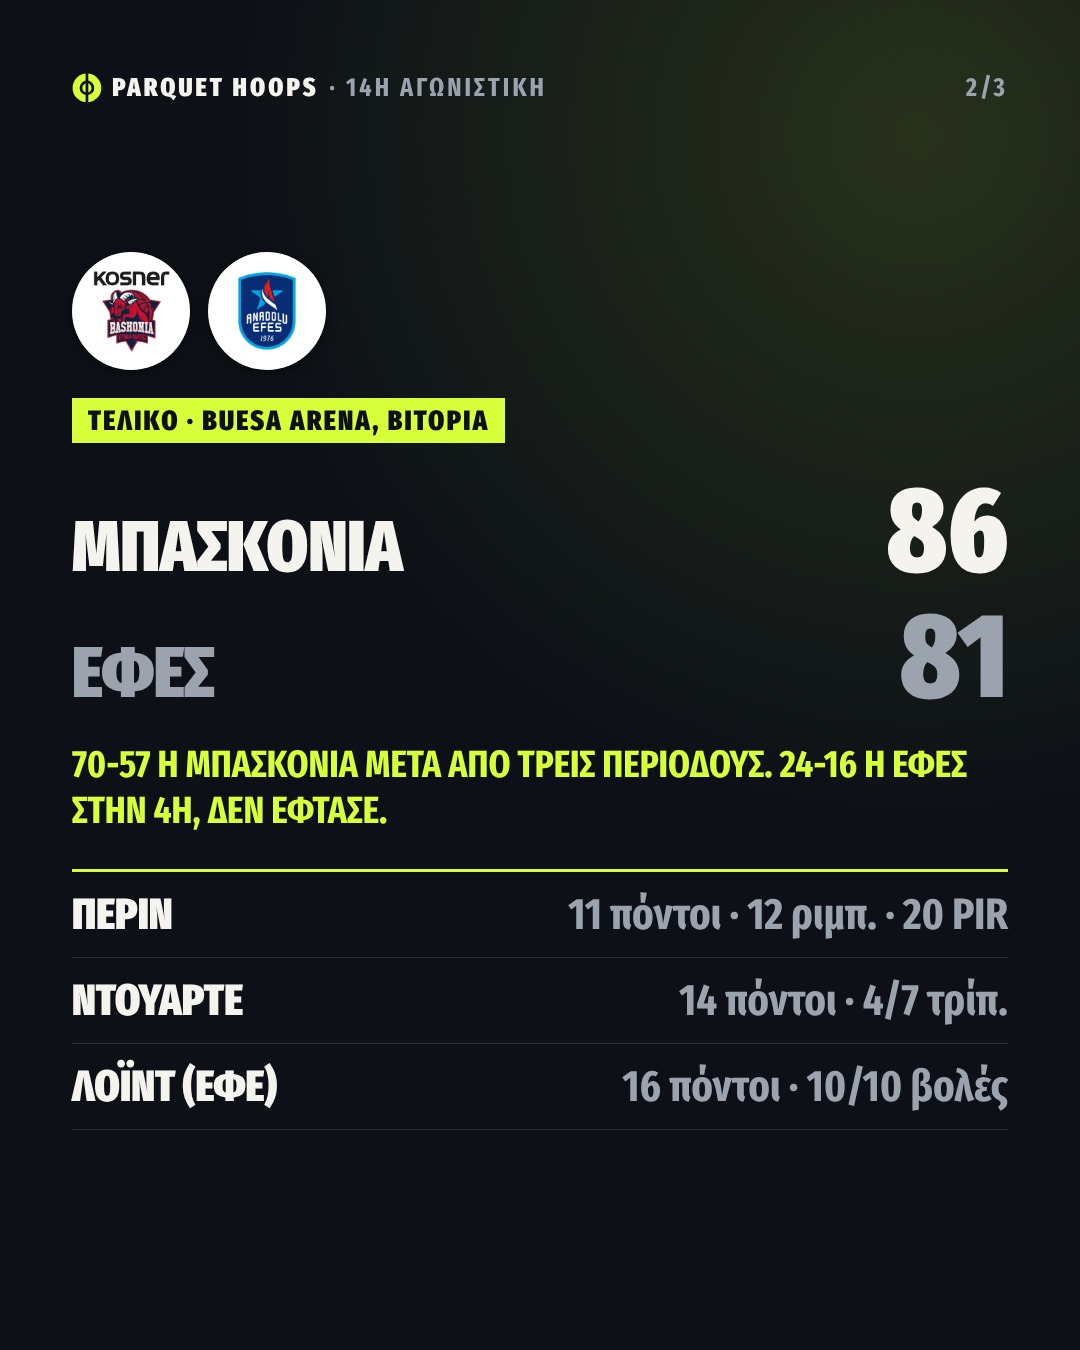 PARQUET HOOPS · 14Η ΑΓΩΝΙΣΤΙΚΗ
2/3
KOSNER
BASKONIA
ANADOLU
EFES
1976
ΤΕΛΙΚΟ · BUESA ARENA, ΒΙΤΟΡΙΑ
ΜΠΑΣΚΟΝΙΑ 86
ΕΦΕΣ 81
70-57 Η ΜΠΑΣΚΟΝΙΑ ΜΕΤΑ ΑΠΟ ΤΡΕΙΣ ΠΕΡΙΟΔΟΥΣ. 24-16 Η ΕΦΕΣ
ΣΤΗΝ 4Η, ΔΕΝ ΕΦΤΑΣΕ.
ΠΕΡΙΝ 11 πόντοι · 12 ριμπ. · 20 PIR
ΝΤΟΥΑΡΤΕ 14 πόντοι · 4/7 τρίπ.
ΛΟΪΝΤ (ΕΦΕ) 16 πόντοι · 10/10 βολές